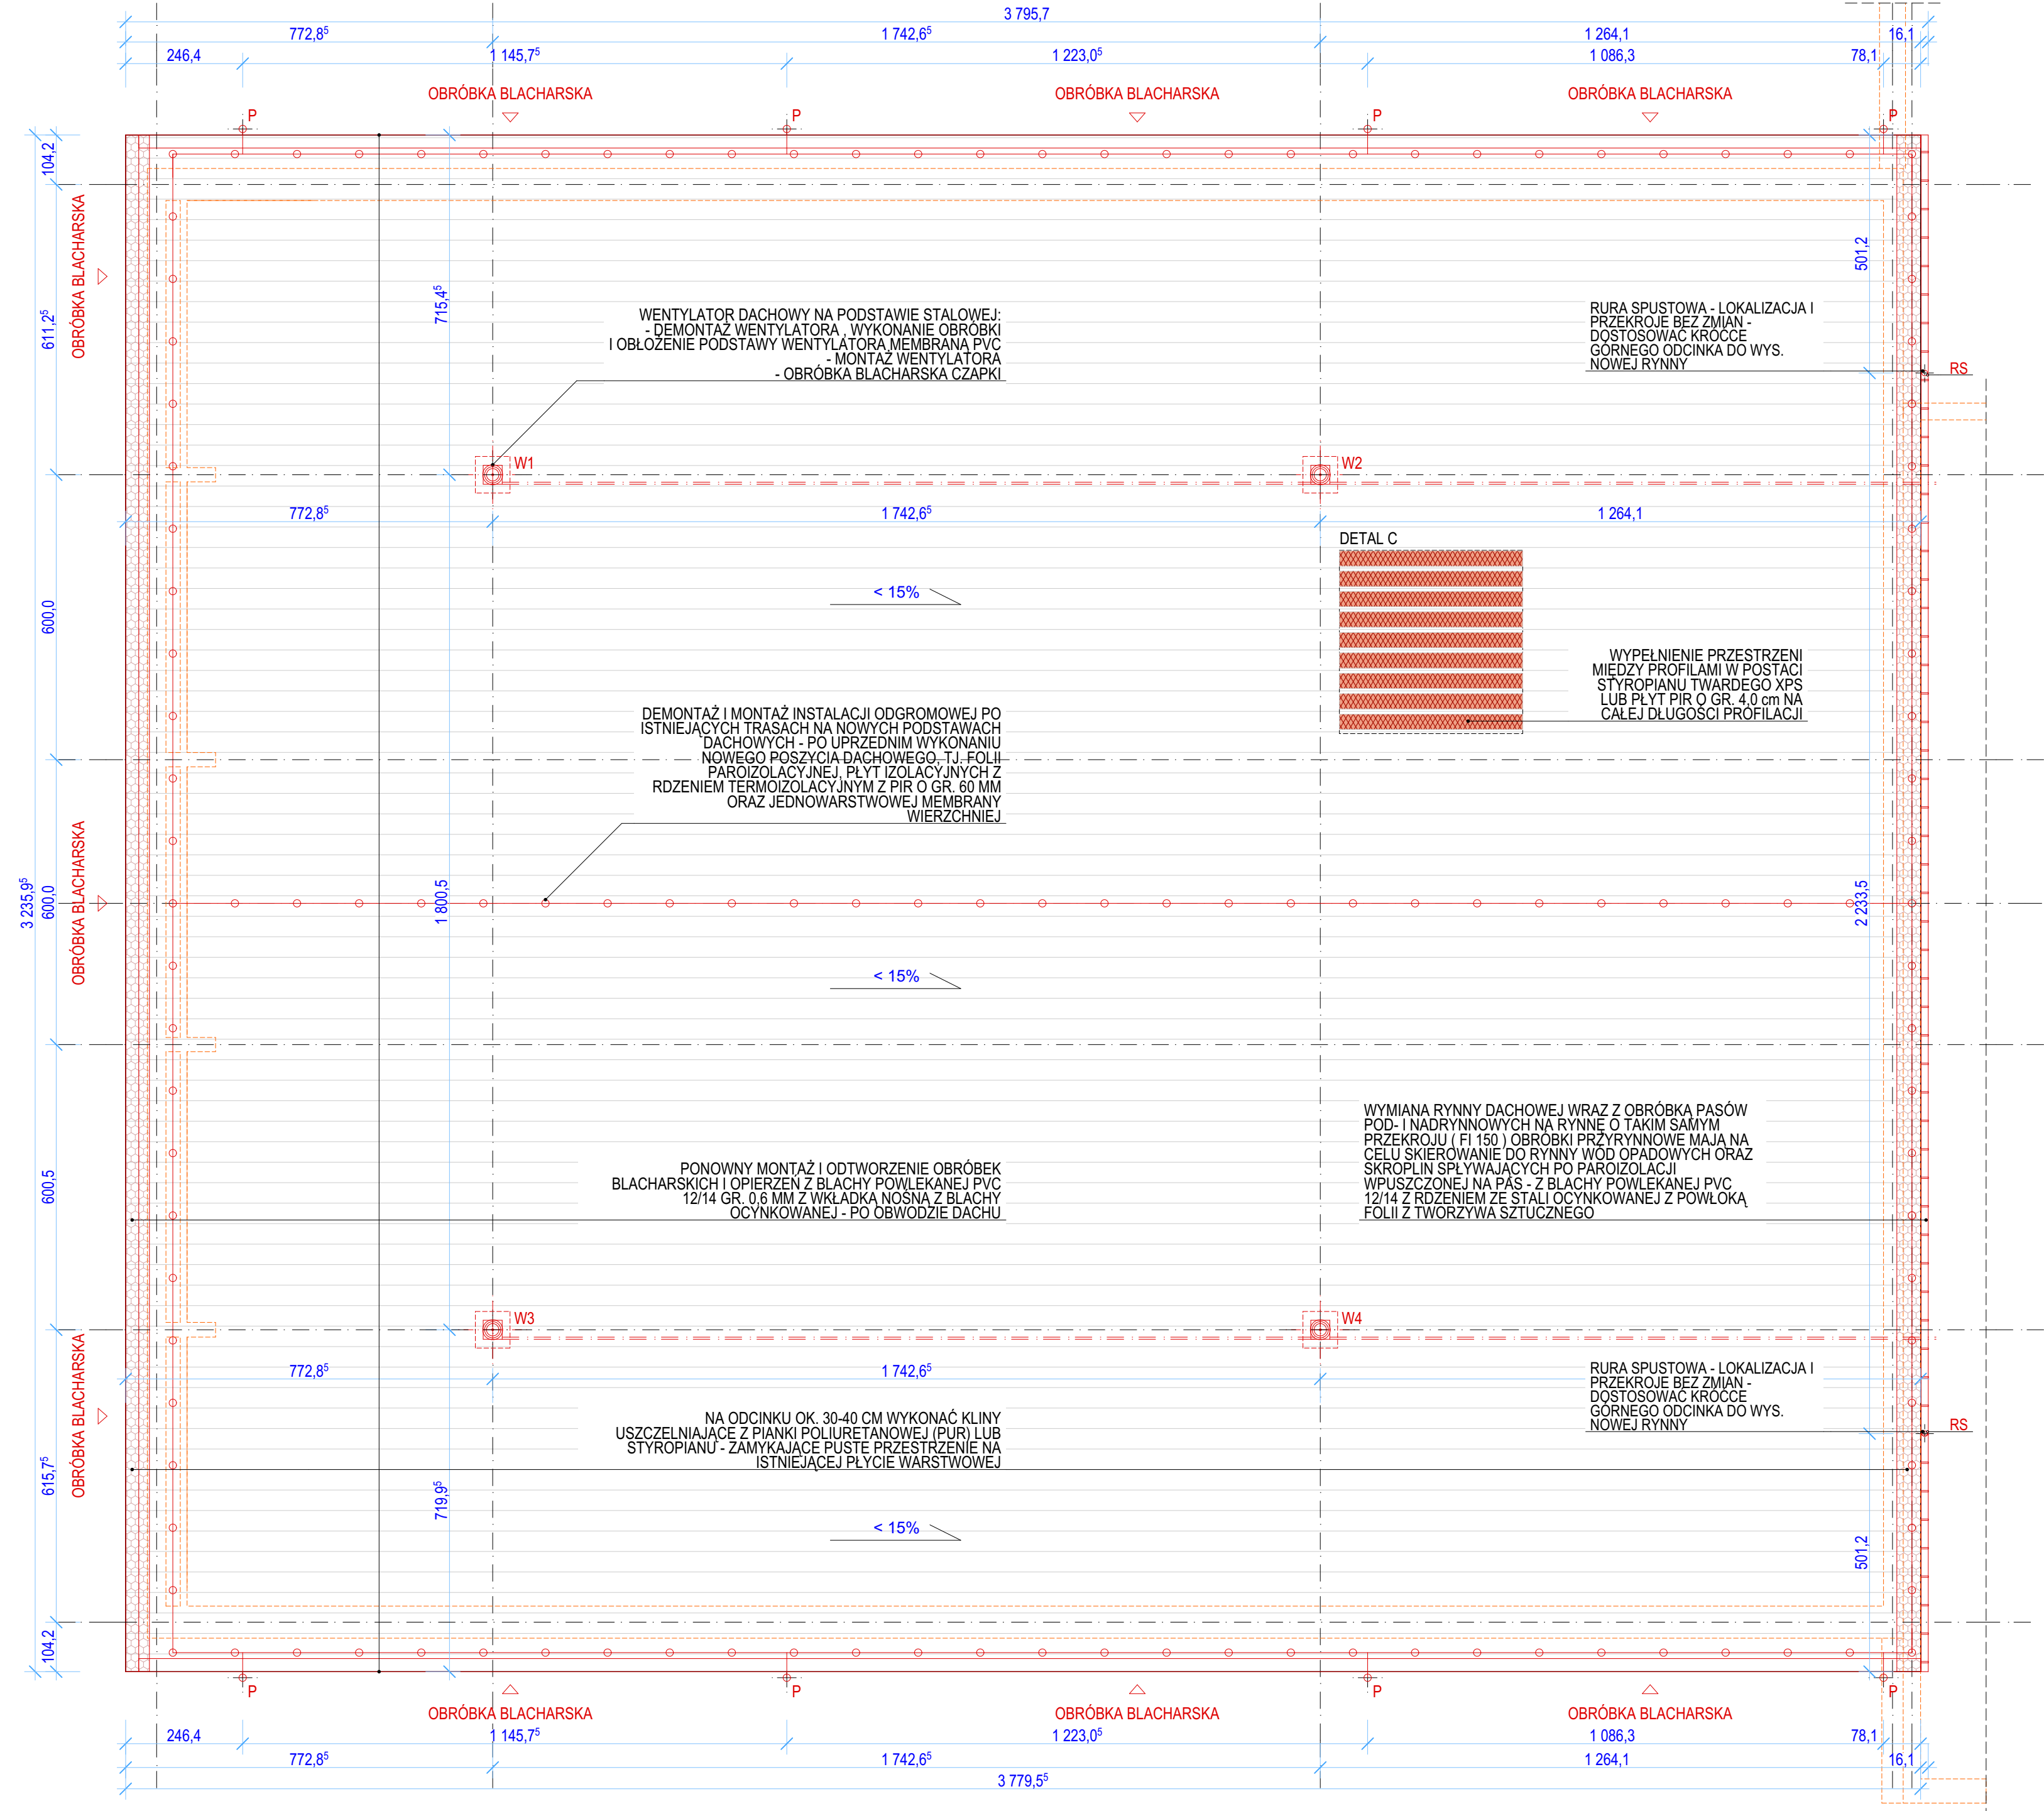 3 795,7
772,8⁵ 1 742,6⁵ 1 264,1 16,1
246,4 1 145,7⁵ 1 223,0⁵ 1 086,3 78,1
OBRÓBKA BLACHARSKA OBRÓBKA BLACHARSKA OBRÓBKA BLACHARSKA
P P P P
3 235,9⁵
104,2
611,2⁵
600,0
600,0
600,5
615,7⁵
104,2
OBRÓBKA BLACHARSKA
OBRÓBKA BLACHARSKA
OBRÓBKA BLACHARSKA
715,4⁵
1 800,5
719,9⁵
501,2
2 233,5
501,2
WENTYLATOR DACHOWY NA PODSTAWIE STALOWEJ:
- DEMONTAŻ WENTYLATORA , WYKONANIE OBRÓBKI
I OBŁOŻENIE PODSTAWY WENTYLATORA MEMBRANĄ PVC
- MONTAŻ WENTYLATORA
- OBRÓBKA BLACHARSKA CZAPKI
RURA SPUSTOWA - LOKALIZACJA I
PRZEKROJE BEZ ZMIAN -
DOSTOSOWAĆ KRÓĆCE
GÓRNEGO ODCINKA DO WYS.
NOWEJ RYNNY
RS
W1 W2
772,8⁵ 1 742,6⁵ 1 264,1
DETAL C
< 15%
WYPEŁNIENIE PRZESTRZENI
MIĘDZY PROFILAMI W POSTACI
STYROPIANU TWARDEGO XPS
LUB PŁYT PIR O GR. 4,0 cm NA
CAŁEJ DŁUGOŚCI PROFILACJI
DEMONTAŻ I MONTAŻ INSTALACJI ODGROMOWEJ PO
ISTNIEJĄCYCH TRASACH NA NOWYCH PODSTAWACH
DACHOWYCH - PO UPRZEDNIM WYKONANIU
NOWEGO POSZYCIA DACHOWEGO, TJ. FOLII
PAROIZOLACYJNEJ, PŁYT IZOLACYJNYCH Z
RDZENIEM TERMOIZOLACYJNYM Z PIR O GR. 60 MM
ORAZ JEDNOWARSTWOWEJ MEMBRANY
WIERZCHNIEJ
< 15%
WYMIANA RYNNY DACHOWEJ WRAZ Z OBRÓBKĄ PASÓW
POD- I NADRYNNOWYCH NA RYNNĘ O TAKIM SAMYM
PRZEKROJU ( FI 150 ) OBRÓBKI PRZYRYNNOWE MAJĄ NA
CELU SKIEROWANIE DO RYNNY WÓD OPADOWYCH ORAZ
SKROPLIN SPŁYWAJĄCYCH PO PAROIZOLACJI
WPUSZCZONEJ NA PAS - Z BLACHY POWLEKANEJ PVC
12/14 Z RDZENIEM ZE STALI OCYNKOWANEJ Z POWŁOKĄ
FOLII Z TWORZYWA SZTUCZNEGO
PONOWNY MONTAŻ I ODTWORZENIE OBRÓBEK
BLACHARSKICH I OPIERZEŃ Z BLACHY POWLEKANEJ PVC
12/14 GR. 0,6 MM Z WKŁADKĄ NOŚNĄ Z BLACHY
OCYNKOWANEJ - PO OBWODZIE DACHU
W3 W4
772,8⁵ 1 742,6⁵
RURA SPUSTOWA - LOKALIZACJA I
PRZEKROJE BEZ ZMIAN -
DOSTOSOWAĆ KRÓĆCE
GÓRNEGO ODCINKA DO WYS.
NOWEJ RYNNY
RS
NA ODCINKU OK. 30-40 CM WYKONAĆ KLINY
USZCZELNIAJĄCE Z PIANKI POLIURETANOWEJ (PUR) LUB
STYROPIANU - ZAMYKAJĄCE PUSTE PRZESTRZENIE NA
ISTNIEJĄCEJ PŁYCIE WARSTWOWEJ
< 15%
P P P P
OBRÓBKA BLACHARSKA OBRÓBKA BLACHARSKA OBRÓBKA BLACHARSKA
246,4 1 145,7⁵ 1 223,0⁵ 1 086,3 78,1
772,8⁵ 1 742,6⁵ 1 264,1 16,1
3 779,5⁵